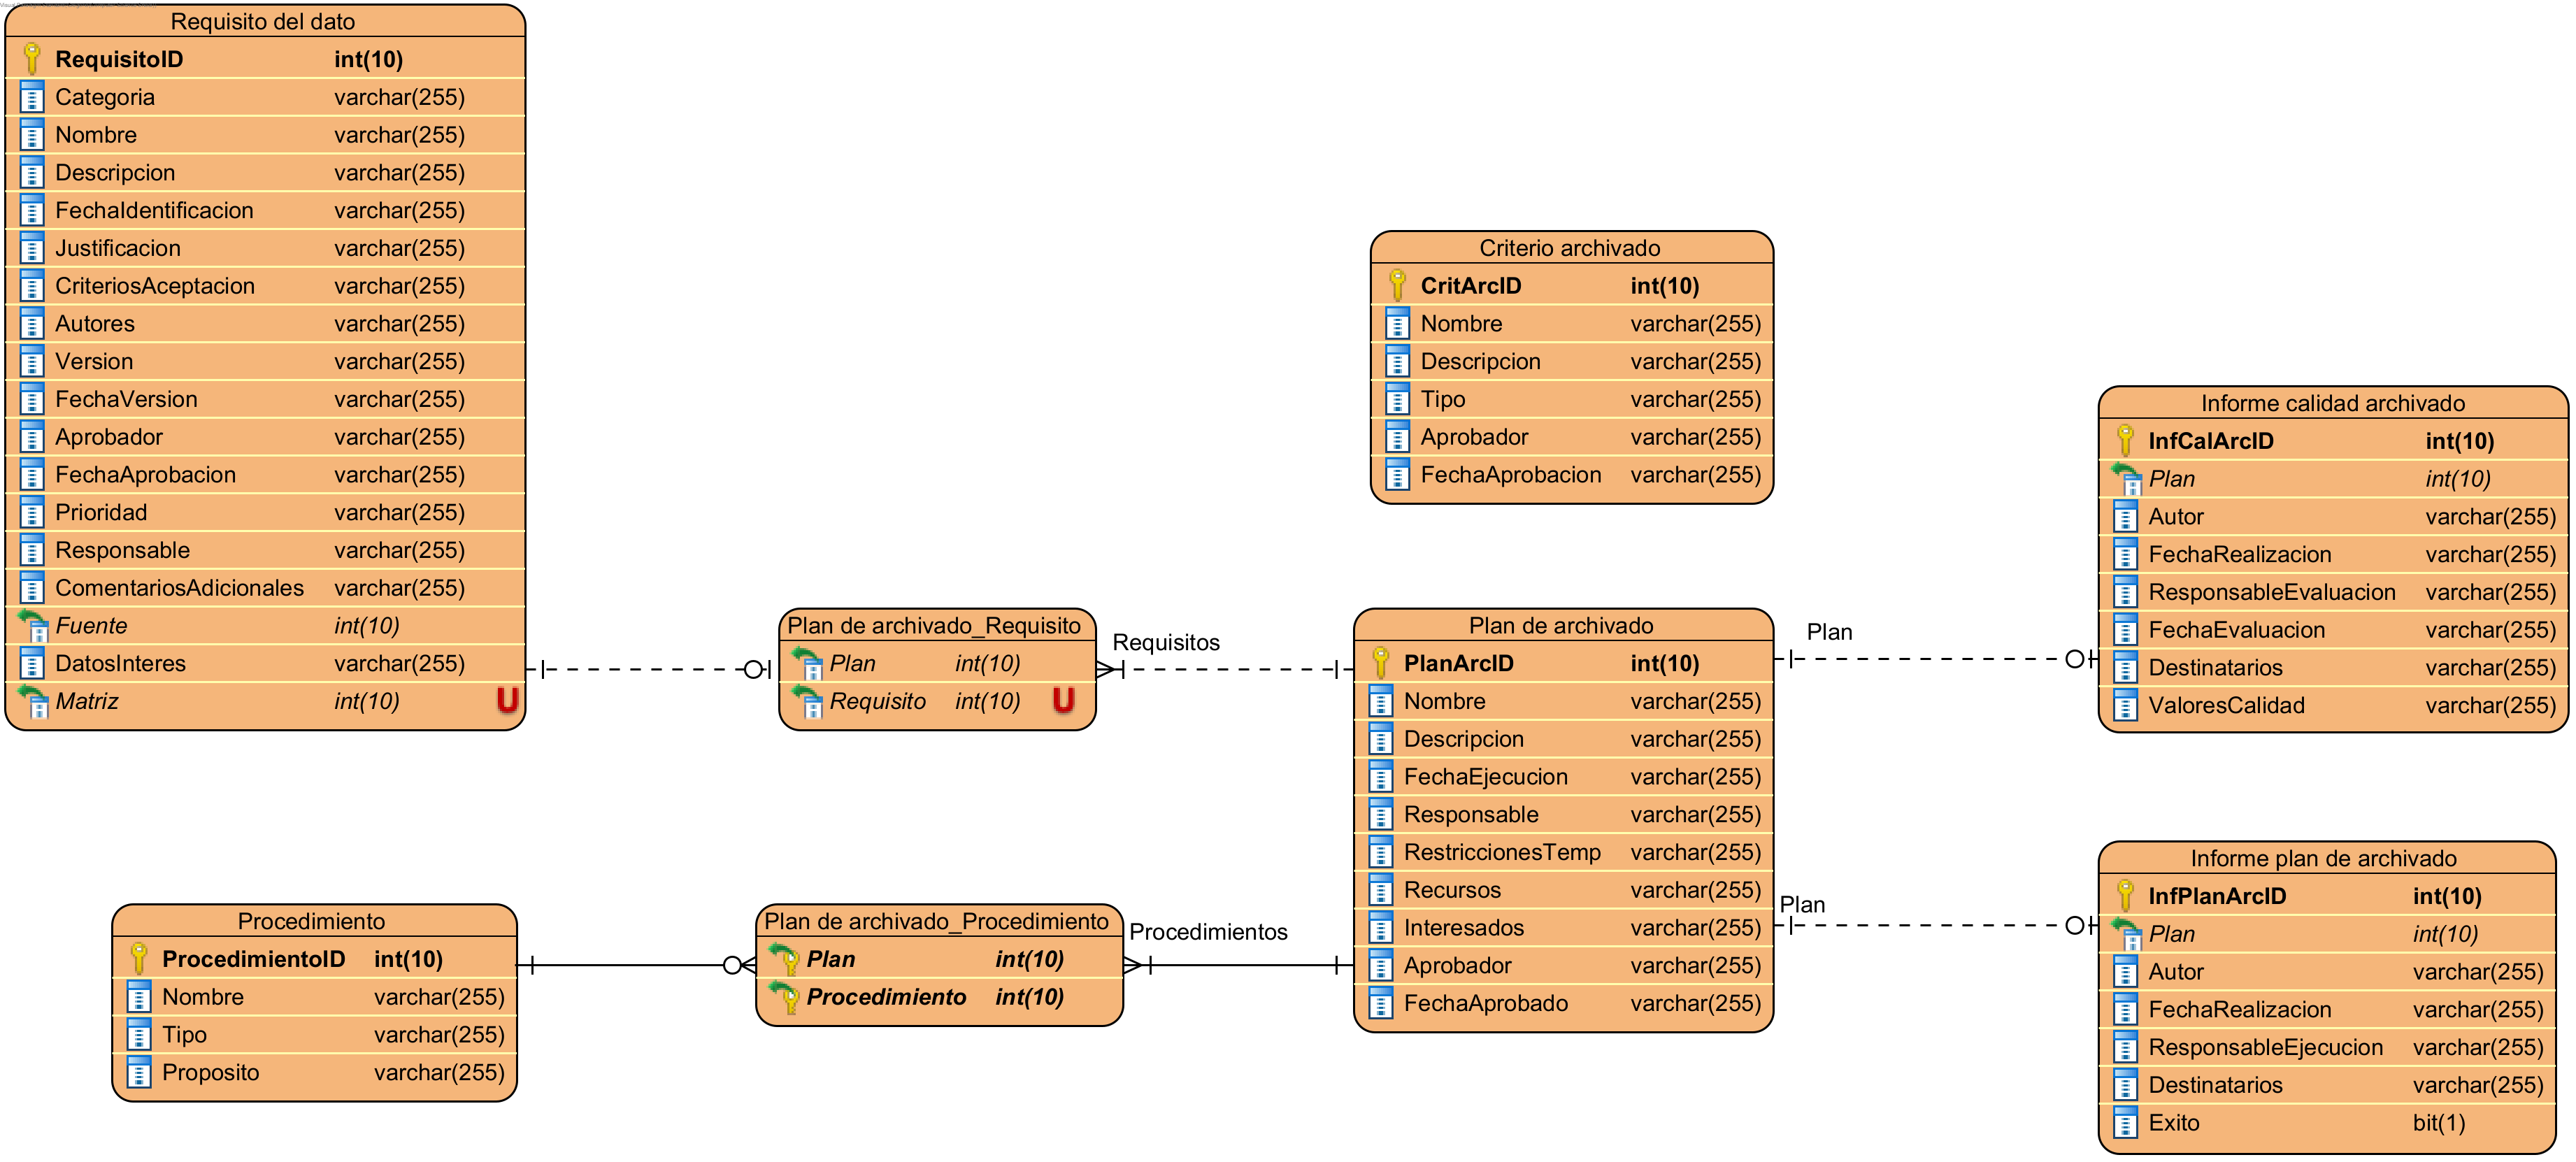 Requisito del dato
RequisitoID int(10)
Categoria varchar(255)
Nombre varchar(255)
Descripcion varchar(255)
FechaIdentificacion varchar(255)
Justificacion varchar(255)
CriteriosAceptacion varchar(255)
Autores varchar(255)
Version varchar(255)
FechaVersion varchar(255)
Aprobador varchar(255)
FechaAprobacion varchar(255)
Prioridad varchar(255)
Responsable varchar(255)
ComentariosAdicionales varchar(255)
Fuente int(10)
DatosInteres varchar(255)
Matriz int(10) U
Procedimiento
ProcedimientoID int(10)
Nombre varchar(255)
Tipo varchar(255)
Proposito varchar(255)
Plan de archivado_Requisito
Plan int(10)
Requisito int(10) U
Requisitos
Plan de archivado_Procedimiento
Plan int(10)
Procedimiento int(10)
Procedimientos
Criterio archivado
CritArcID int(10)
Nombre varchar(255)
Descripcion varchar(255)
Tipo varchar(255)
Aprobador varchar(255)
FechaAprobacion varchar(255)
Plan de archivado
PlanArcID int(10)
Nombre varchar(255)
Descripcion varchar(255)
FechaEjecucion varchar(255)
Responsable varchar(255)
RestriccionesTemp varchar(255)
Recursos varchar(255)
Interesados varchar(255)
Aprobador varchar(255)
FechaAprobado varchar(255)
Plan
Plan
Informe calidad archivado
InfCalArcID int(10)
Plan int(10)
Autor varchar(255)
FechaRealizacion varchar(255)
ResponsableEvaluacion varchar(255)
FechaEvaluacion varchar(255)
Destinatarios varchar(255)
ValoresCalidad varchar(255)
Informe plan de archivado
InfPlanArcID int(10)
Plan int(10)
Autor varchar(255)
FechaRealizacion varchar(255)
ResponsableEjecucion varchar(255)
Destinatarios varchar(255)
Exito bit(1)